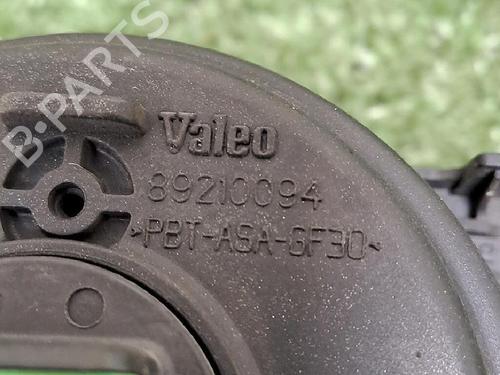 B-PARTS
Valeo
89210094
>PBT-ASA-GF30<